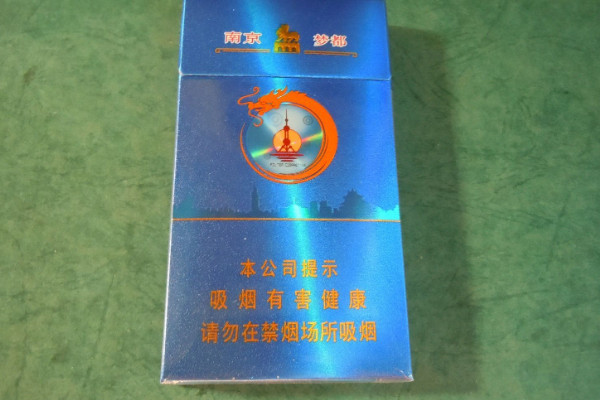 南京 梦都
本公司提示
吸烟有害健康
请勿在禁烟场所吸烟